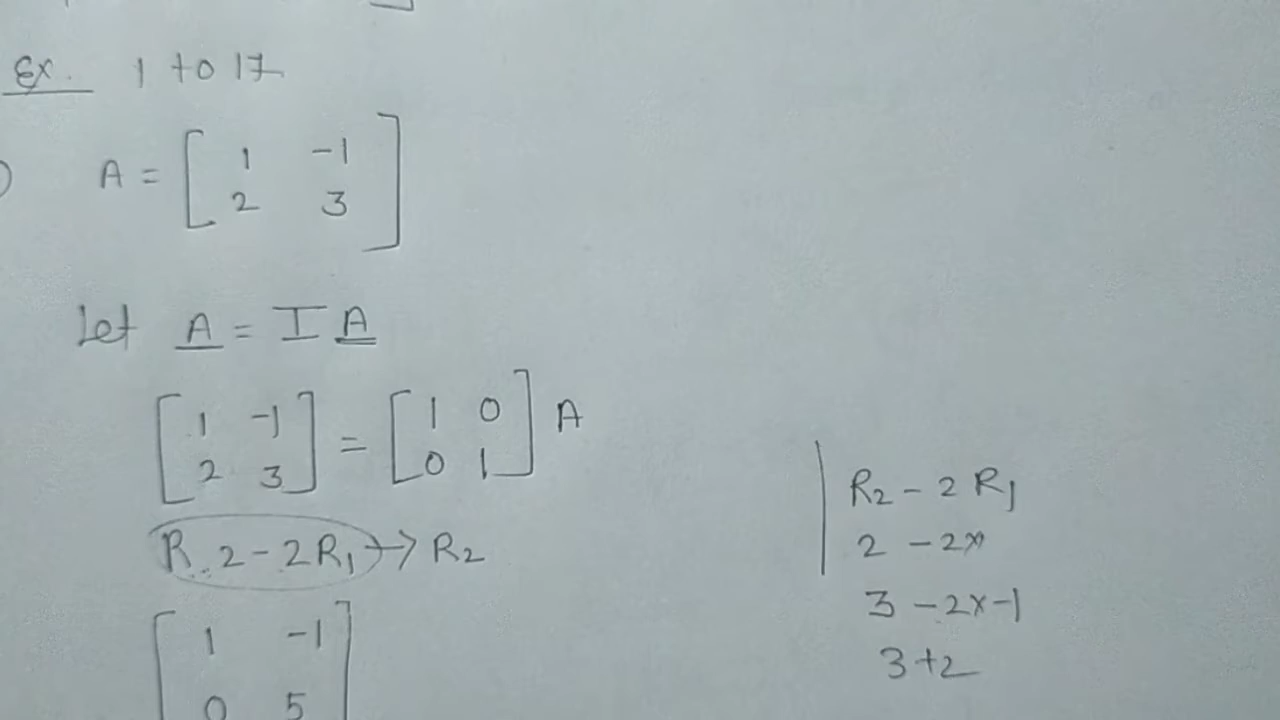 Ex. 1 to 17
) A = [ 1 -1
2 3 ]
Let A = I A
[ 1 -1
2 3 ] = [ 1 0
0 1 ] A
R2 - 2R1 → R2
[ 1 -1
0 5
R2 - 2 R1
2 - 2x1
3 - 2x-1
3+2